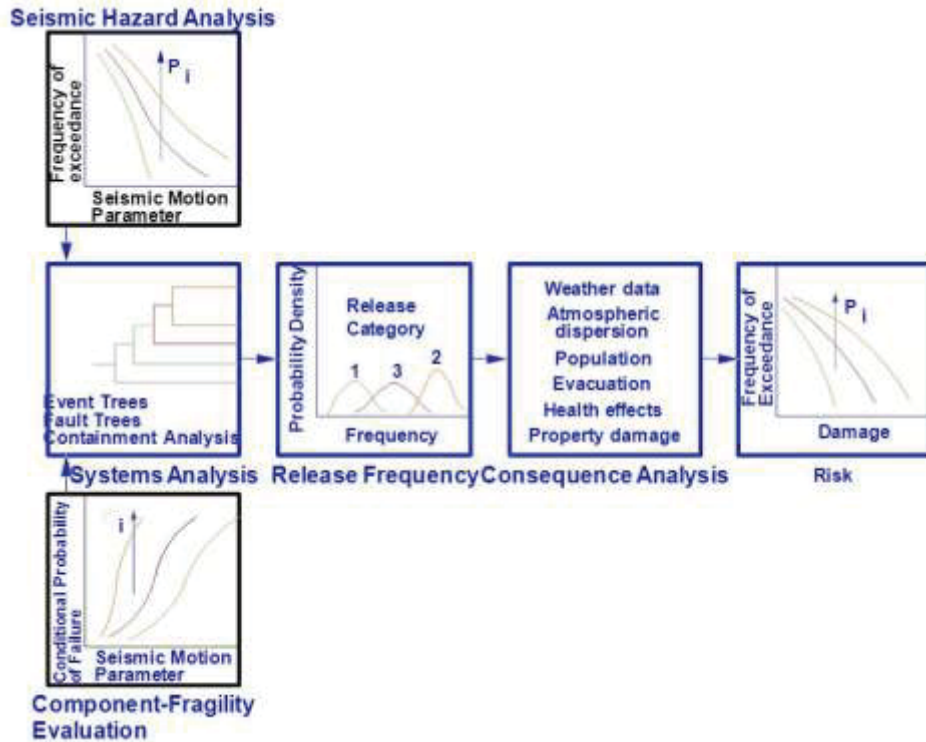 Seismic Hazard Analysis
Frequency of
exceedance
P i
Seismic Motion
Parameter
Event Trees
Fault Trees
Containment Analysis
Systems Analysis
Probability Density
Release
Category
1 3 2
Frequency
Release Frequency
Weather data
Atmospheric
dispersion
Population
Evacuation
Health effects
Property damage
Consequence Analysis
Frequency of
Exceedance
P i
Damage
Risk
Conditional Probability
of Failure
i
Seismic Motion
Parameter
Component-Fragility
Evaluation